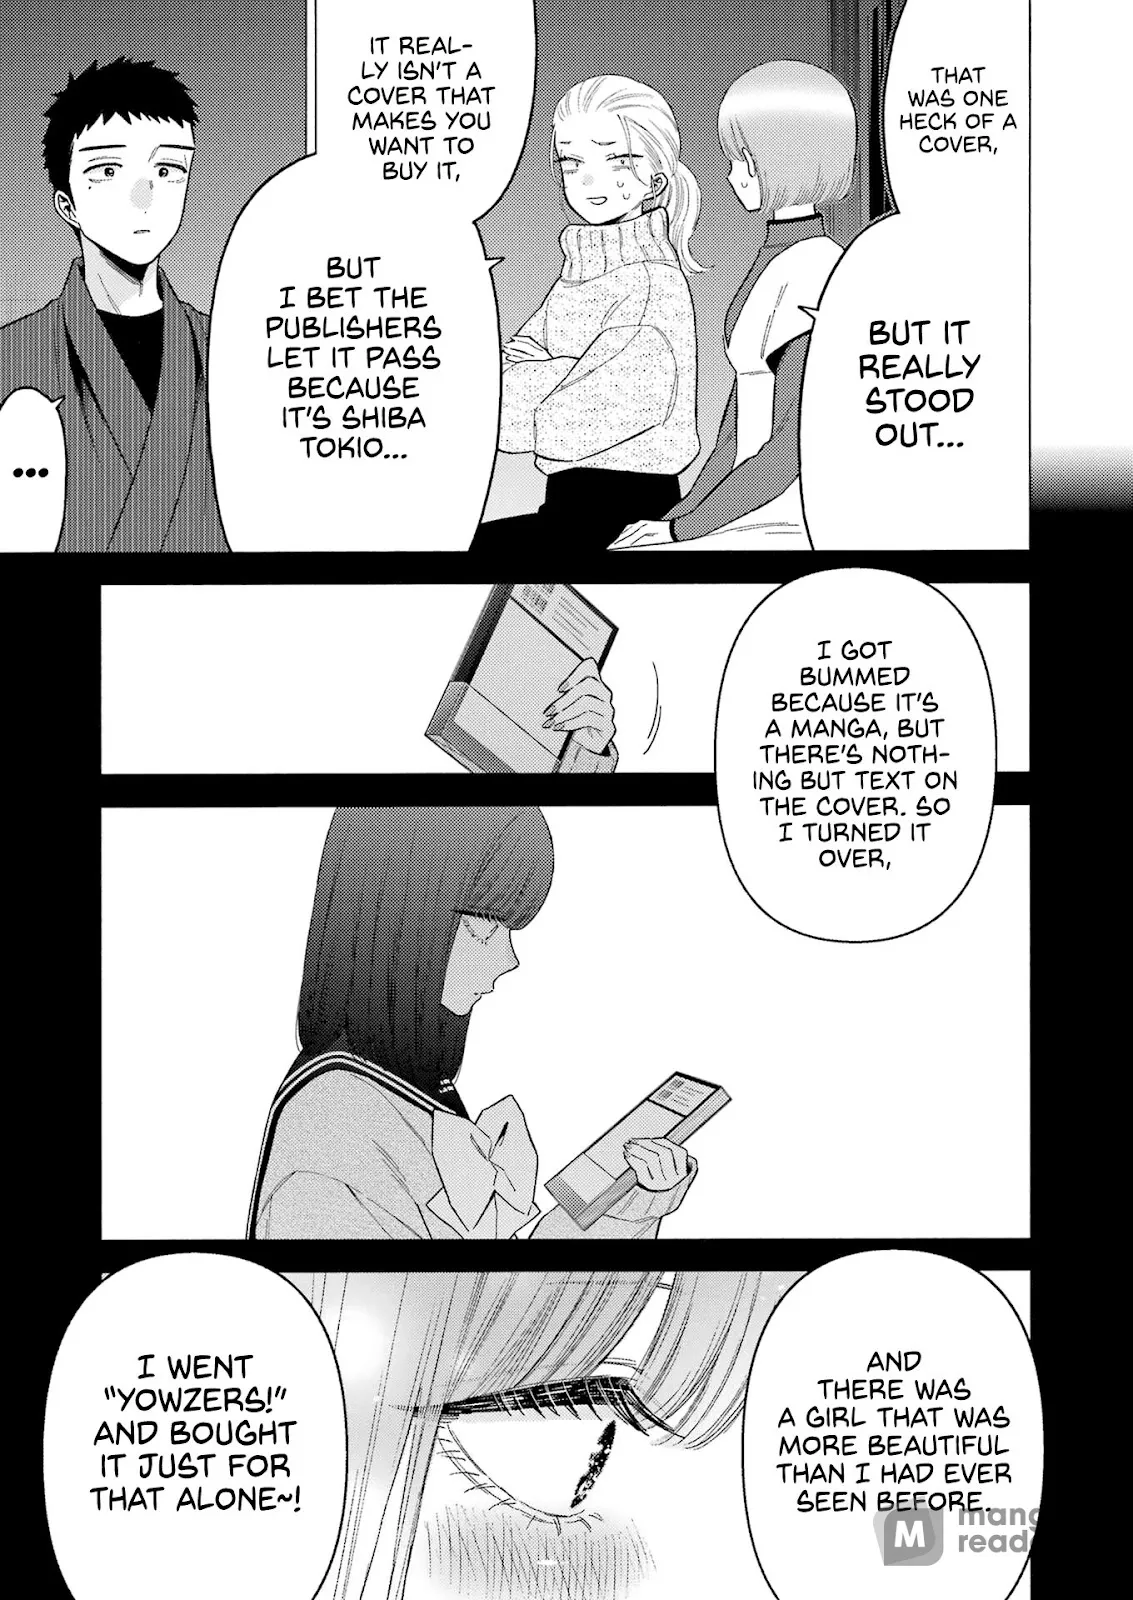 THAT
WAS ONE
HECK OF A
COVER,
BUT IT
REALLY
STOOD
OUT...
IT REAL-
LY ISN'T A
COVER THAT
MAKES YOU
WANT TO
BUY IT,
BUT
I BET THE
PUBLISHERS
LET IT PASS
BECAUSE
IT'S SHIBA
TOKIO...
...
I GOT
BUMMED
BECAUSE IT'S
A MANGA, BUT
THERE'S NOTH-
ING BUT TEXT ON
THE COVER. SO
I TURNED IT
OVER,
AND
THERE WAS
A GIRL THAT WAS
MORE BEAUTIFUL
THAN I HAD EVER
SEEN BEFORE.
I WENT
"YOWZERS!"
AND BOUGHT
IT JUST FOR
THAT ALONE~!
M
mang
reade